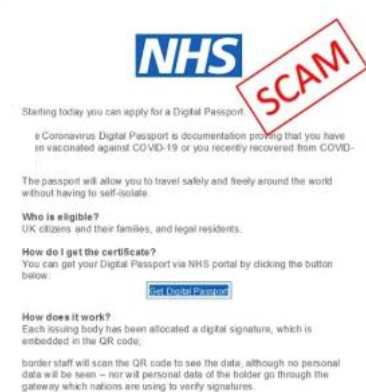 NHS
SCAM
Starting today you can apply for a Digital Passport.
e Coronavirus Digital Passport is documentation proving that you have
en vaccinated against COVID-19 or you recently recovered from COVID-
The passport will allow you to travel safely and freely around the world
without having to self-isolate.
Who is eligible?
UK citizens and their families, and legal residents.
How do I get the certificate?
You can get your Digital Passport via NHS portal by clicking the button
below:
Get Digital Passport
How does it work?
Each issuing body has been allocated a digital signature, which is
embedded in the QR code;
border staff will scan the QR code to see the data, although no personal
data will be seen – nor will personal data of the holder go through the
gateway which nations are using to verify signatures.